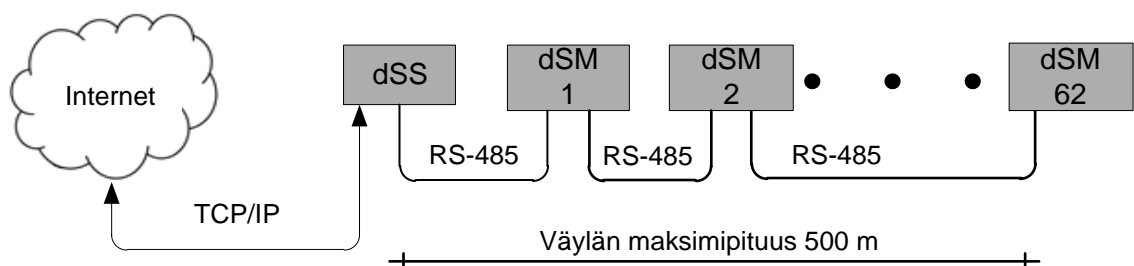 Internet
dSS
dSM
1
dSM
2
dSM
62
RS-485
RS-485
RS-485
TCP/IP
Väylän maksimipituus 500 m